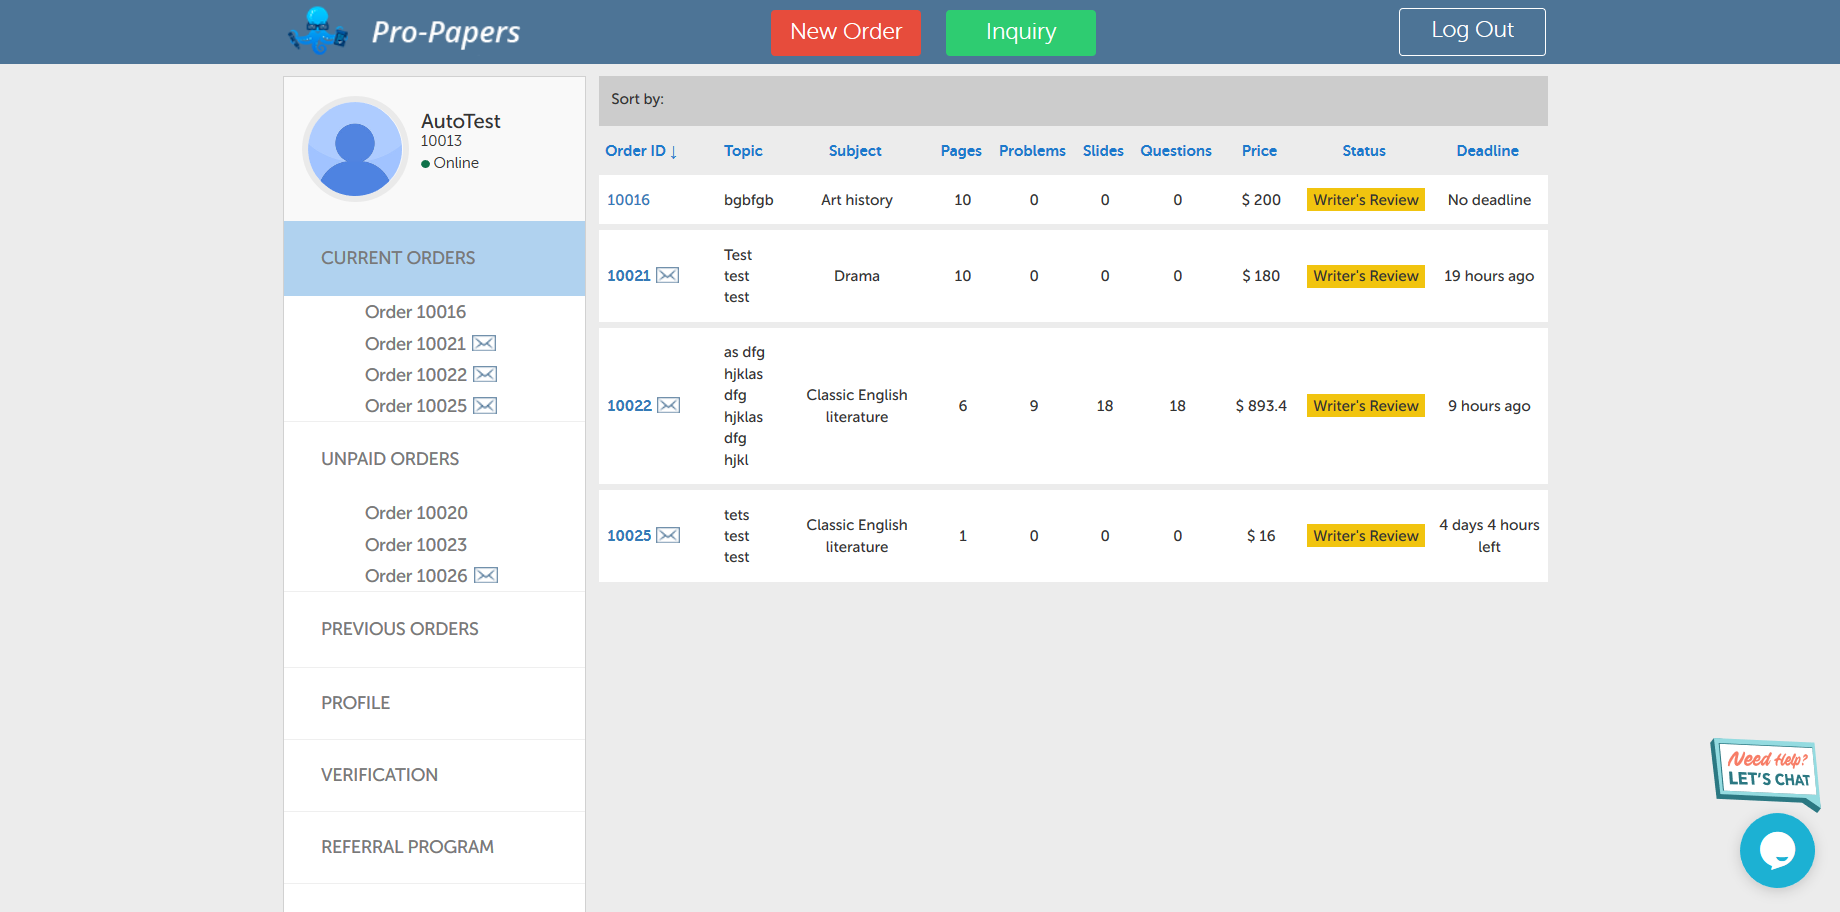 Pro-Papers
New Order
Inquiry
Log Out
AutoTest
10013
Online
CURRENT ORDERS
Order 10016
Order 10021
Order 10022
Order 10025
UNPAID ORDERS
Order 10020
Order 10023
Order 10026
PREVIOUS ORDERS
PROFILE
VERIFICATION
REFERRAL PROGRAM
Sort by:
Order ID ↓ Topic Subject Pages Problems Slides Questions Price Status Deadline
10016 bgbfgb Art history 10 0 0 0 $ 200 Writer's Review No deadline
Test
10021 test Drama 10 0 0 0 $ 180 Writer's Review 19 hours ago
test
as dfg
hjklas
dfg Classic English
10022 6 9 18 18 $ 893.4 Writer's Review 9 hours ago
hjklas literature
dfg
hjkl
tets Classic English 4 days 4 hours
10025 test 1 0 0 0 $ 16 Writer's Review
test literature left
Need Help?
LET'S CHAT